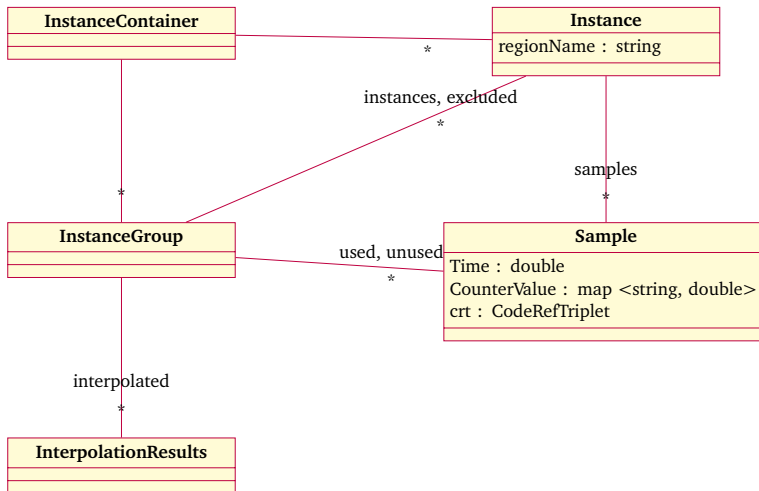 InstanceContainer
Instance
regionName : string
*
instances, excluded
*
samples
*
*
InstanceGroup
used, unused
*
Sample
Time : double
CounterValue : map <string, double>
crt : CodeRefTriplet
interpolated
*
InterpolationResults